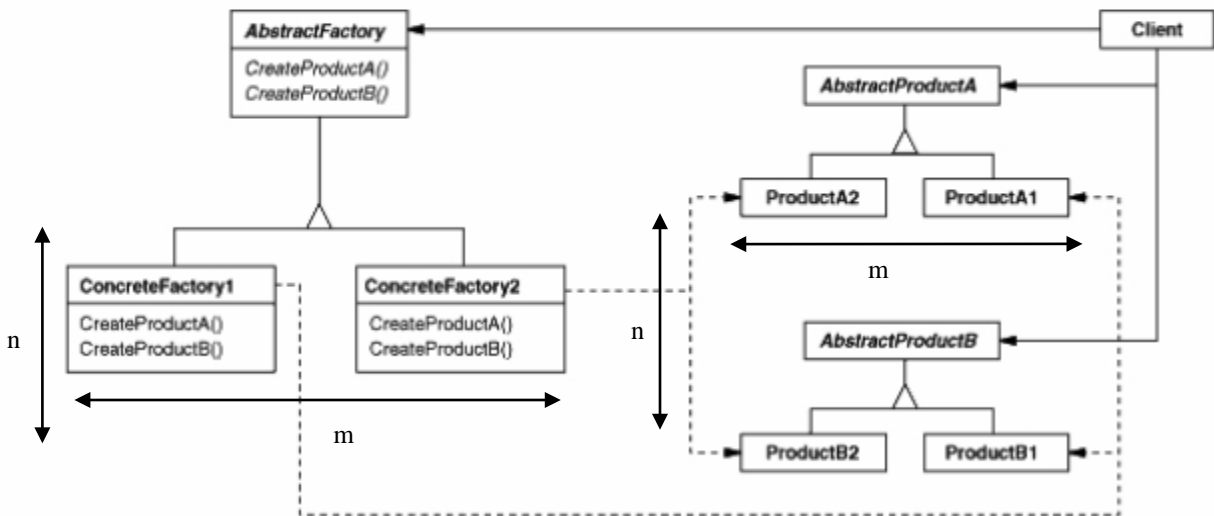 AbstractFactory
CreateProductA()
CreateProductB()
Client
AbstractProductA
ProductA2
ProductA1
m
ConcreteFactory1
CreateProductA()
CreateProductB()
ConcreteFactory2
CreateProductA()
CreateProductB()
n
n
m
AbstractProductB
ProductB2
ProductB1